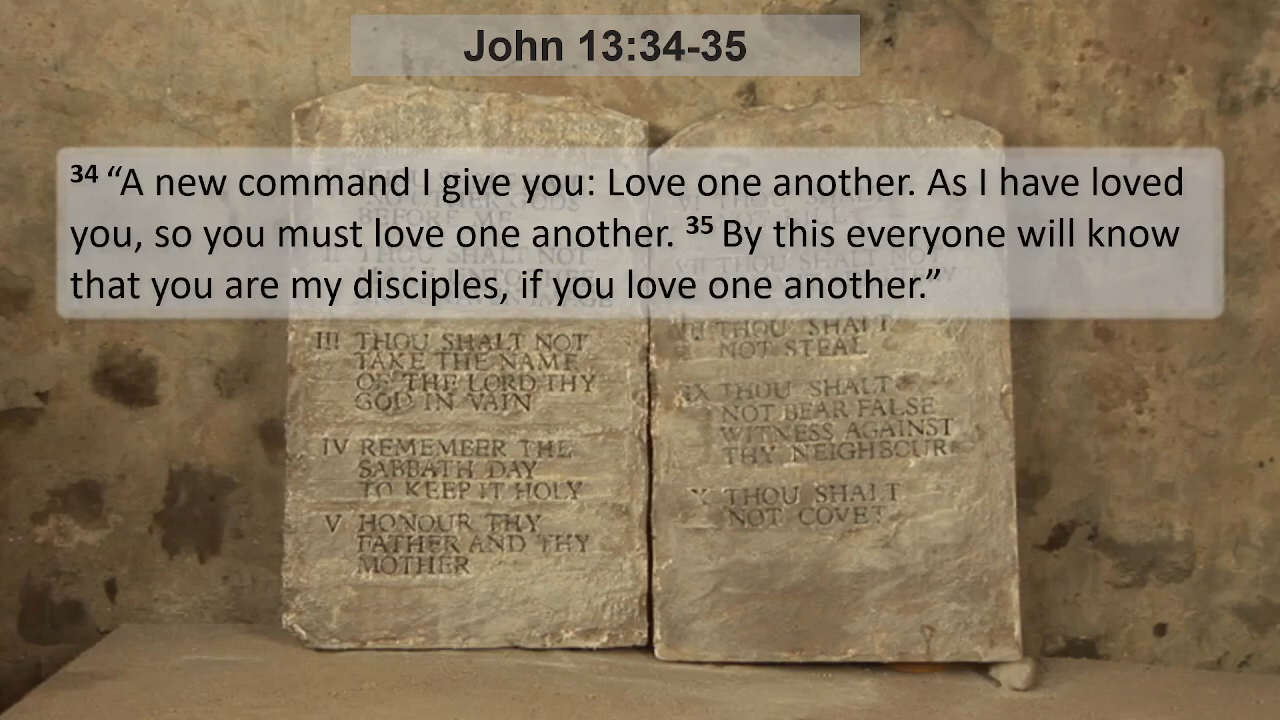 John 13:34-35
34 “A new command I give you: Love one another. As I have loved
you, so you must love one another. 35 By this everyone will know
that you are my disciples, if you love one another.”
III THOU SHALT NOT
TAKE THE NAME
OF THE LORD THY
GOD IN VAIN
IV REMEMBER THE
SABBATH DAY
TO KEEP IT HOLY
V HONOUR THY
FATHER AND THY
MOTHER
THOU SHALT
NOT STEAL
IX THOU SHALT
NOT BEAR FALSE
WITNESS AGAINST
THY NEIGHBOUR
X THOU SHALT
NOT COVET